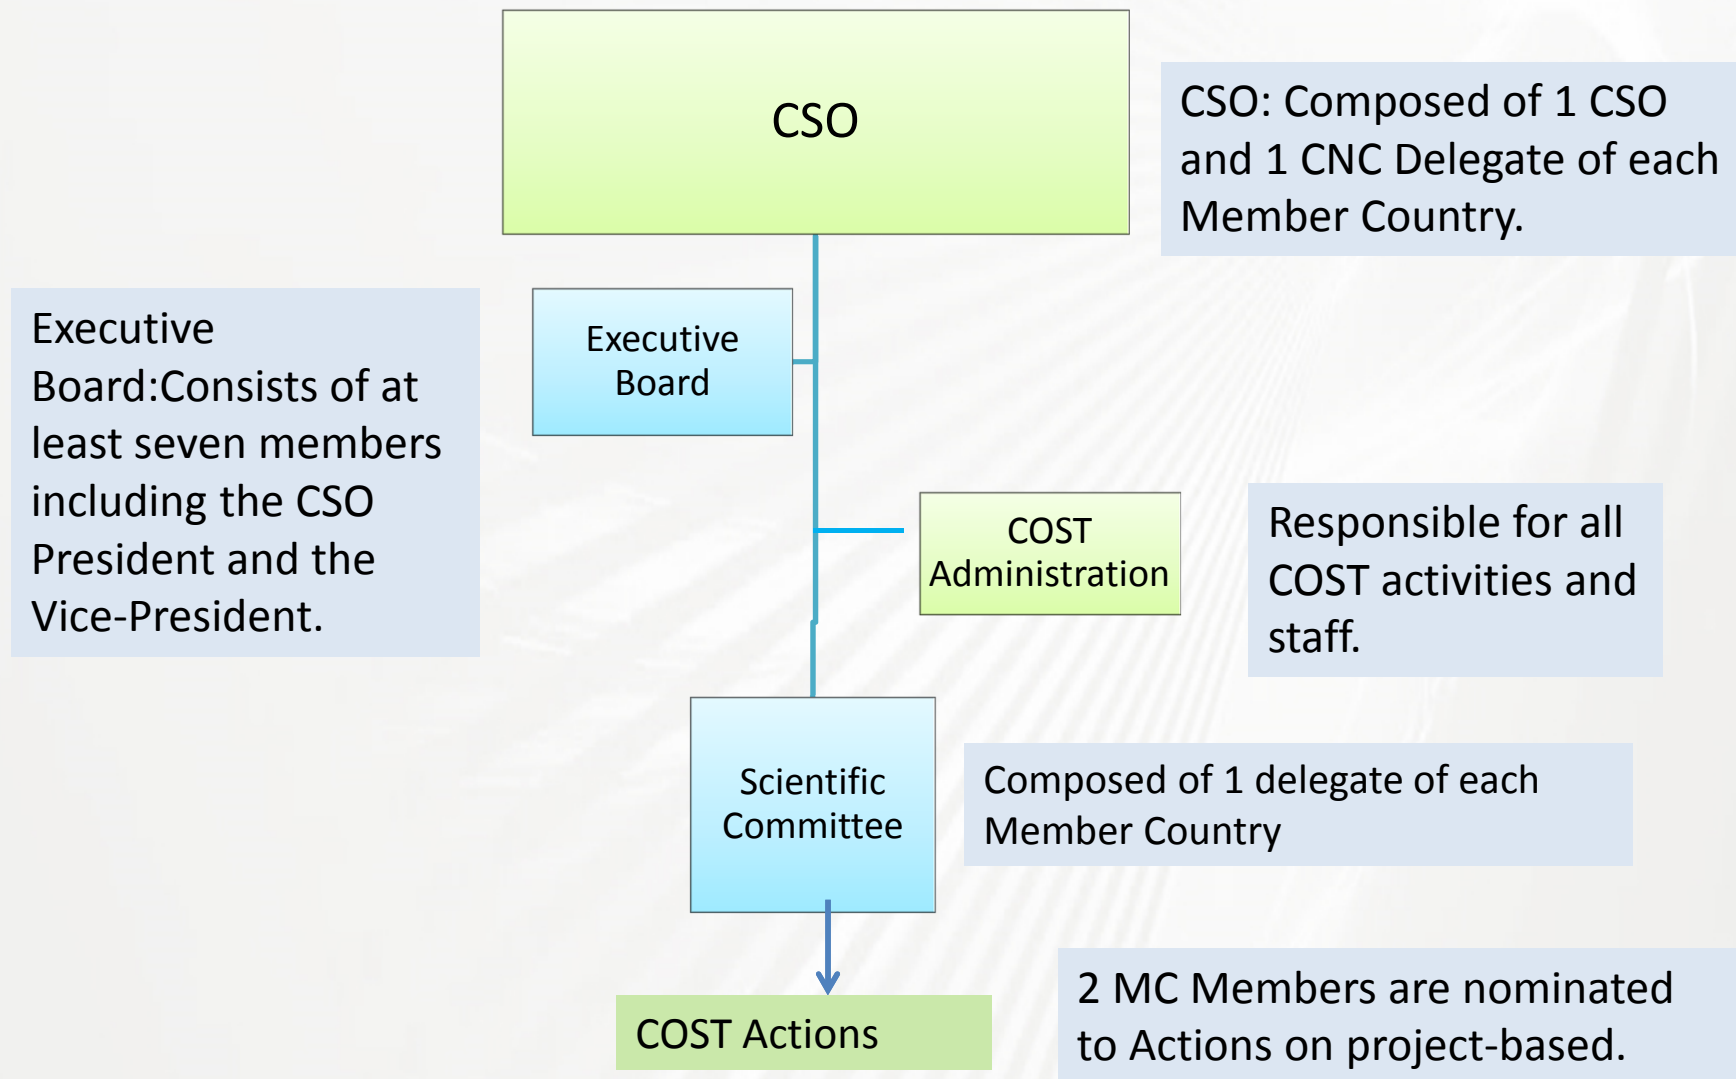 CSO
CSO: Composed of 1 CSO
and 1 CNC Delegate of each
Member Country.
Executive
Board:Consists of at
least seven members
including the CSO
President and the
Vice-President.
Executive
Board
COST
Administration
Responsible for all
COST activities and
staff.
Scientific
Committee
Composed of 1 delegate of each
Member Country
COST Actions
2 MC Members are nominated
to Actions on project-based.